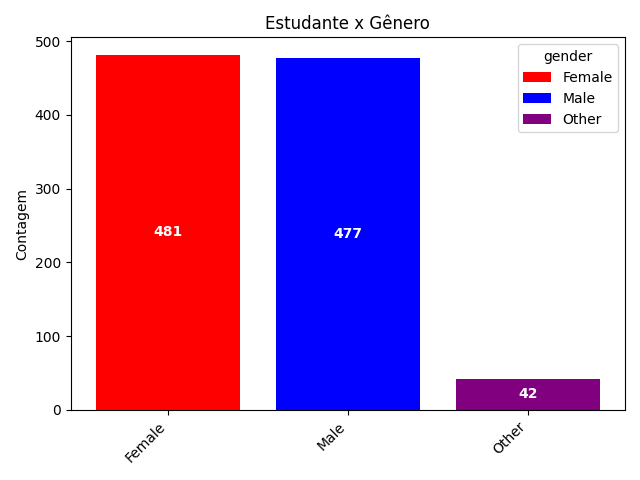 Estudante x Gênero
500
400
300
200
100
0
Contagem
481
477
42
gender
Female
Male
Other
Female
Male
Other